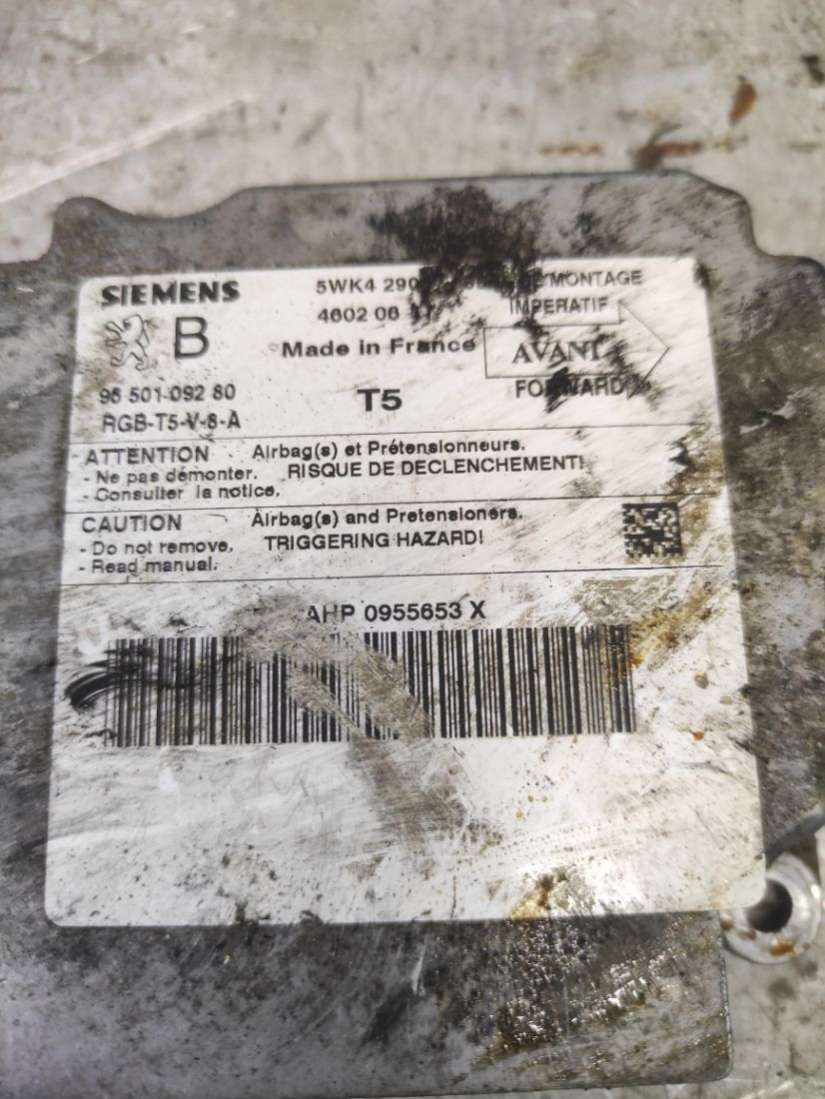 SIEMENS
5WK4 290
MONTAGE
IMPERATIF
B
4602 06
Made in France
AVANT
FORWARD
96 501 092 80
T5
RGB-T5-V-8-A
ATTENTION
Airbag(s) et Prétensionneurs.
- Ne pas démonter.
RISQUE DE DECLENCHEMENT!
- Consulter la notice.
CAUTION
Airbag(s) and Pretensioners.
- Do not remove.
TRIGGERING HAZARD!
- Read manual.
AHP 0955653 X